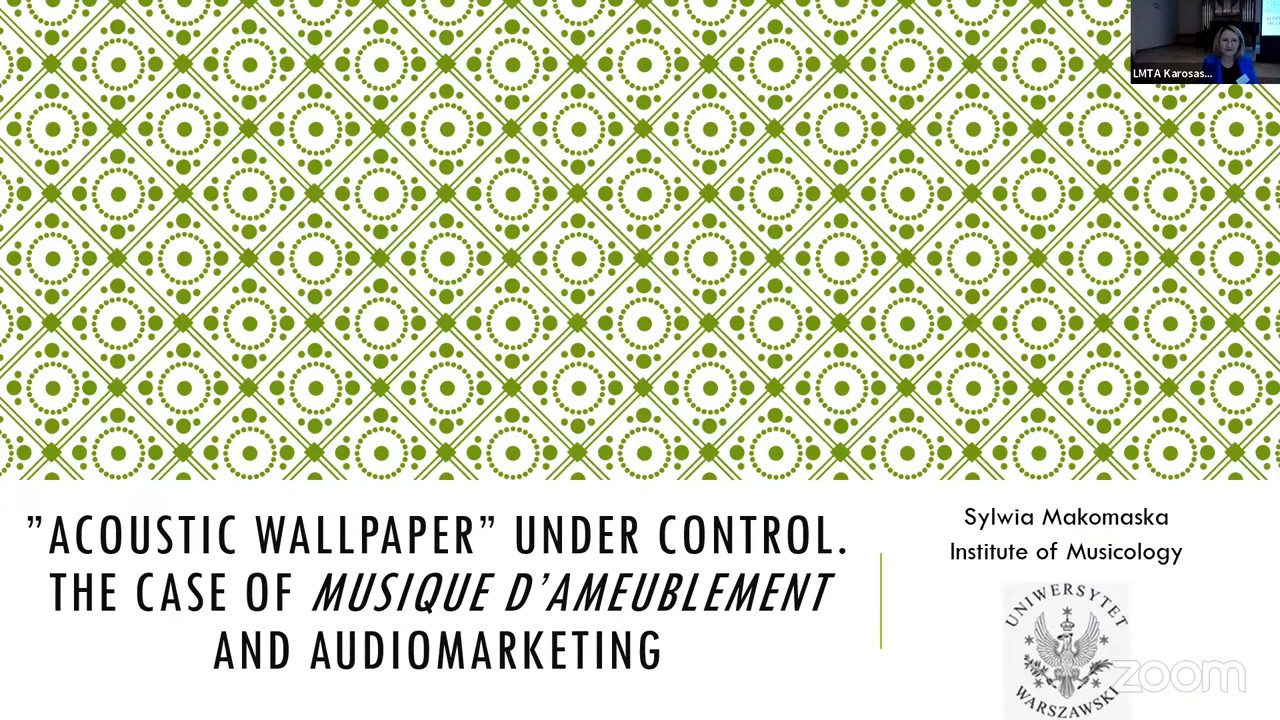 LMTA Karosas...
”ACOUSTIC WALLPAPER” UNDER CONTROL.
THE CASE OF MUSIQUE D’AMEUBLEMENT
AND AUDIOMARKETING
Sylwia Makomaska
Institute of Musicology
UNIWERSYTET
WARSZAWSKI
zoom